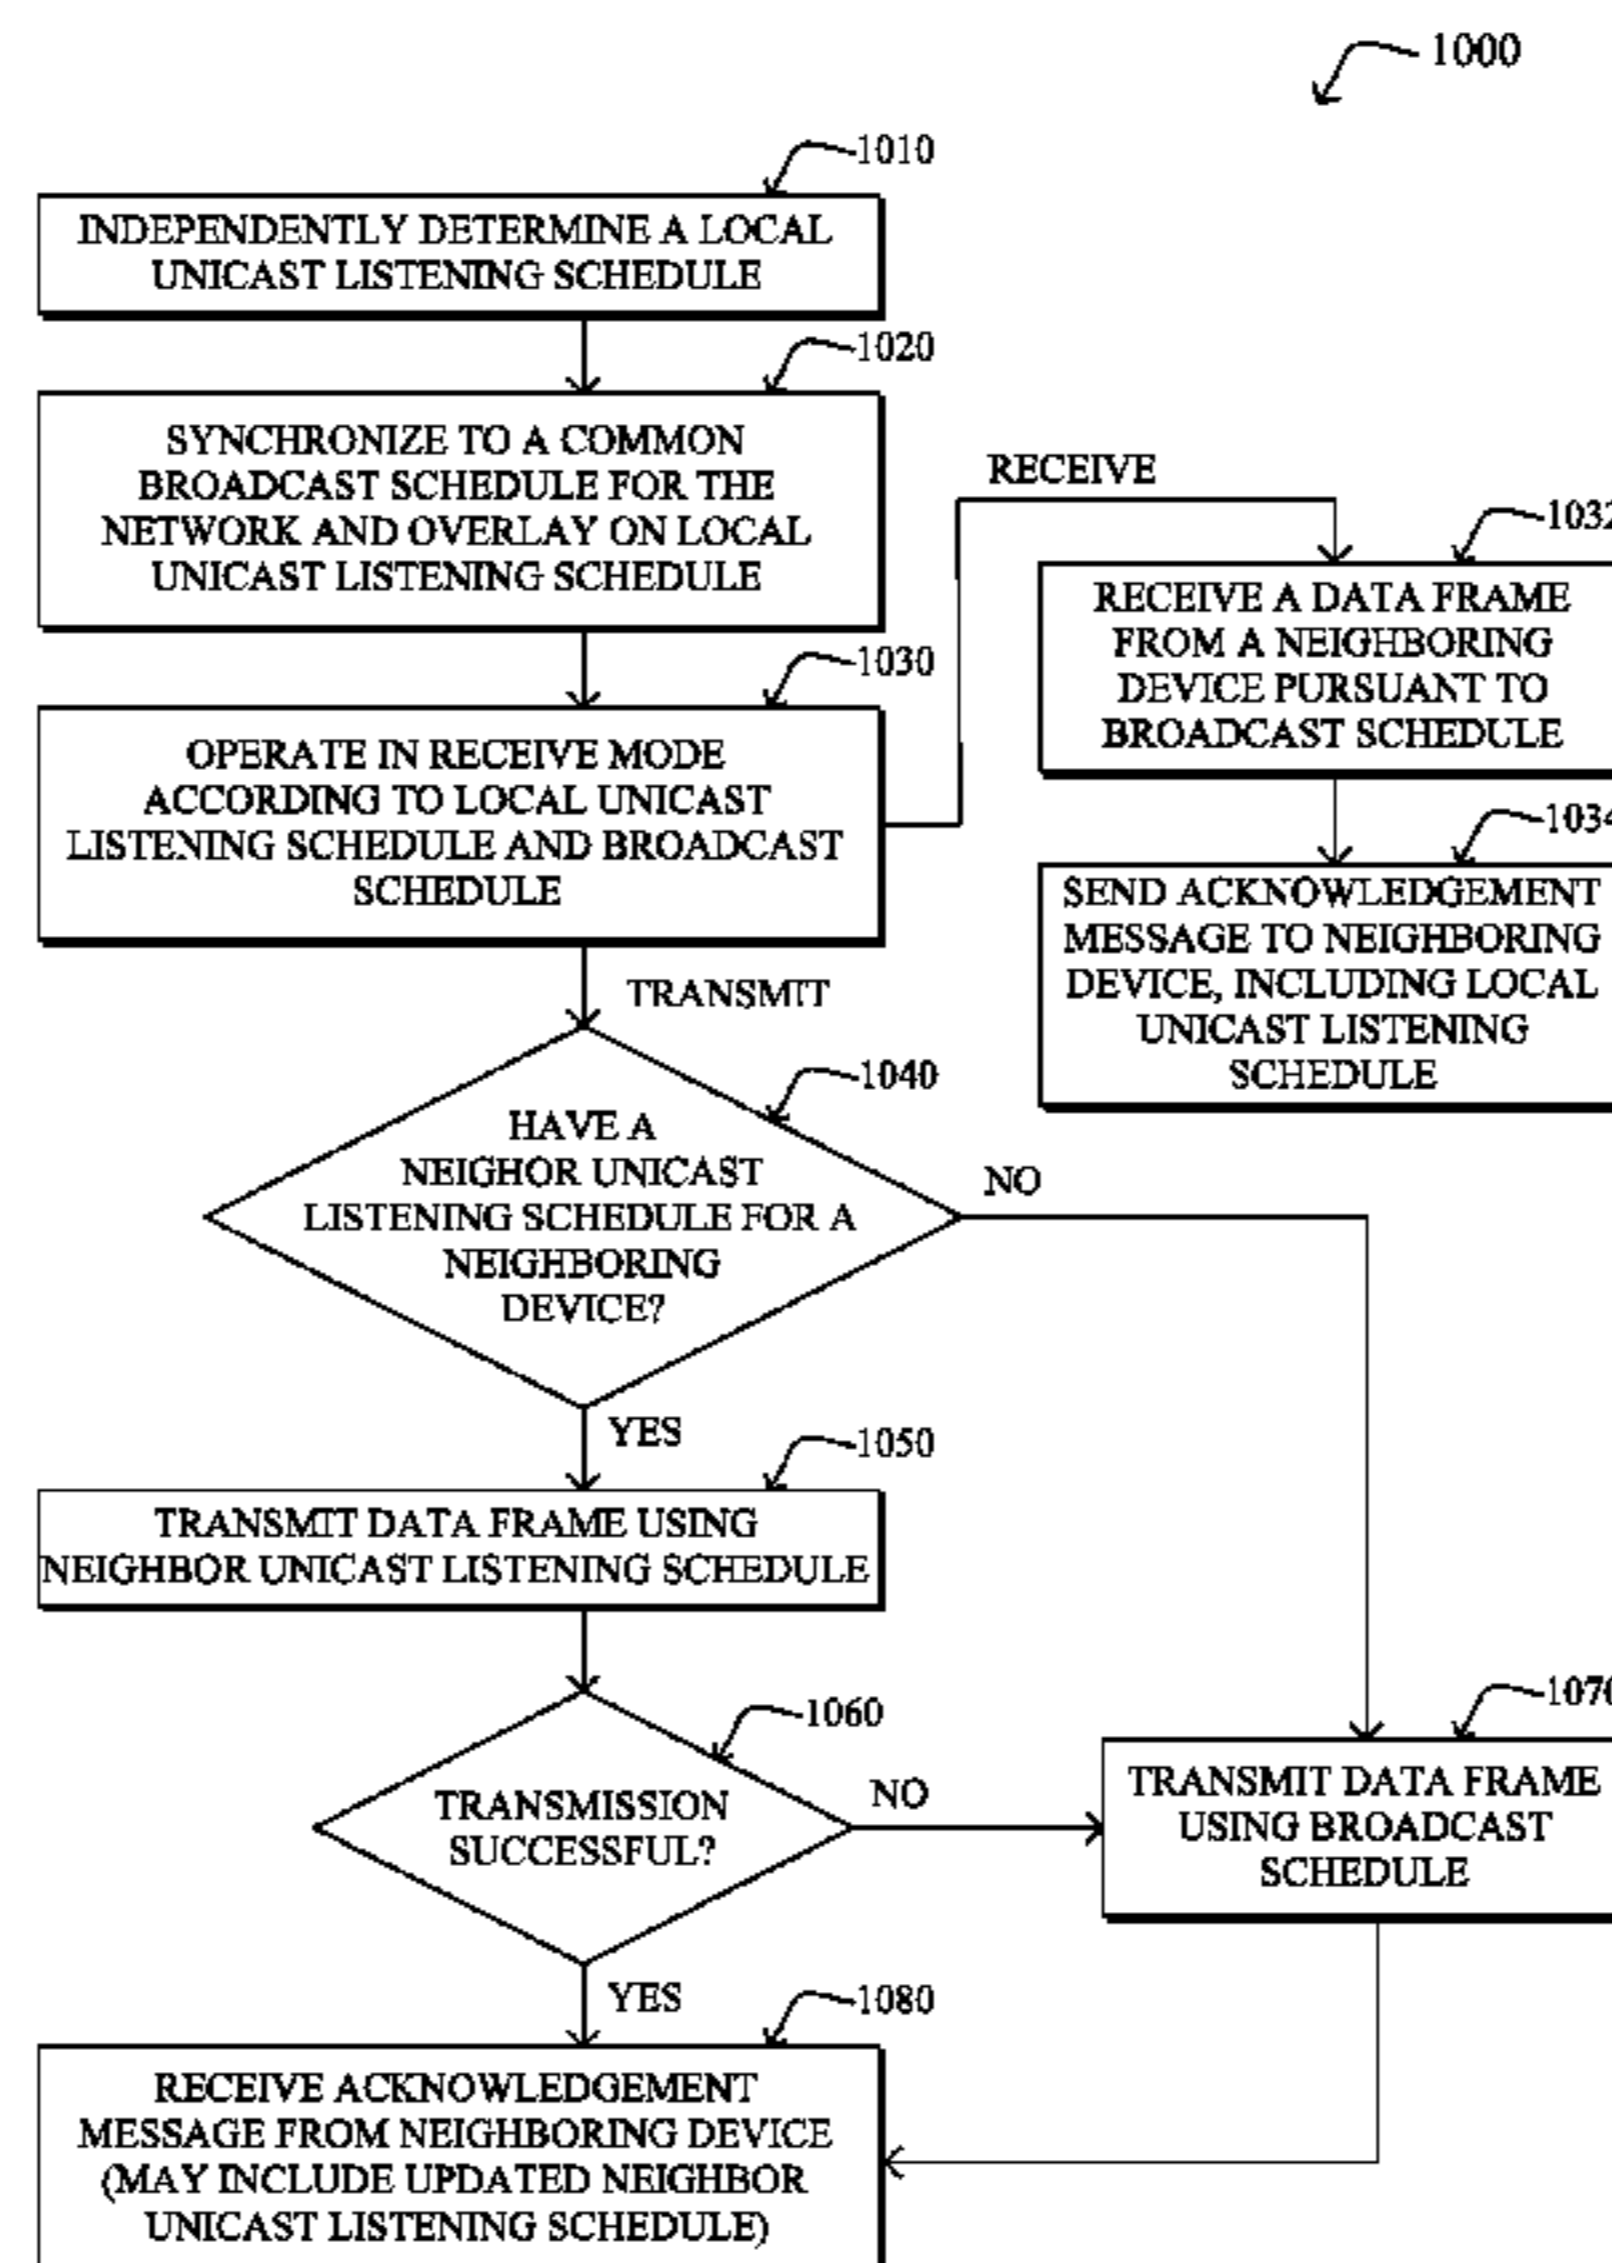 1000
1010
INDEPENDENTLY DETERMINE A LOCAL
UNICAST LISTENING SCHEDULE
1020
SYNCHRONIZE TO A COMMON
BROADCAST SCHEDULE FOR THE
NETWORK AND OVERLAY ON LOCAL
UNICAST LISTENING SCHEDULE
1030
OPERATE IN RECEIVE MODE
ACCORDING TO LOCAL UNICAST
LISTENING SCHEDULE AND BROADCAST
SCHEDULE
RECEIVE
1032
RECEIVE A DATA FRAME
FROM A NEIGHBORING
DEVICE PURSUANT TO
BROADCAST SCHEDULE
1034
SEND ACKNOWLEDGEMENT
MESSAGE TO NEIGHBORING
DEVICE, INCLUDING LOCAL
UNICAST LISTENING
SCHEDULE
TRANSMIT
1040
HAVE A
NEIGHOR UNICAST
LISTENING SCHEDULE FOR A
NEIGHBORING
DEVICE?
NO
YES
1050
TRANSMIT DATA FRAME USING
NEIGHBOR UNICAST LISTENING SCHEDULE
1060
TRANSMISSION
SUCCESSFUL?
NO
1070
TRANSMIT DATA FRAME
USING BROADCAST
SCHEDULE
YES
1080
RECEIVE ACKNOWLEDGEMENT
MESSAGE FROM NEIGHBORING DEVICE
(MAY INCLUDE UPDATED NEIGHBOR
UNICAST LISTENING SCHEDULE)